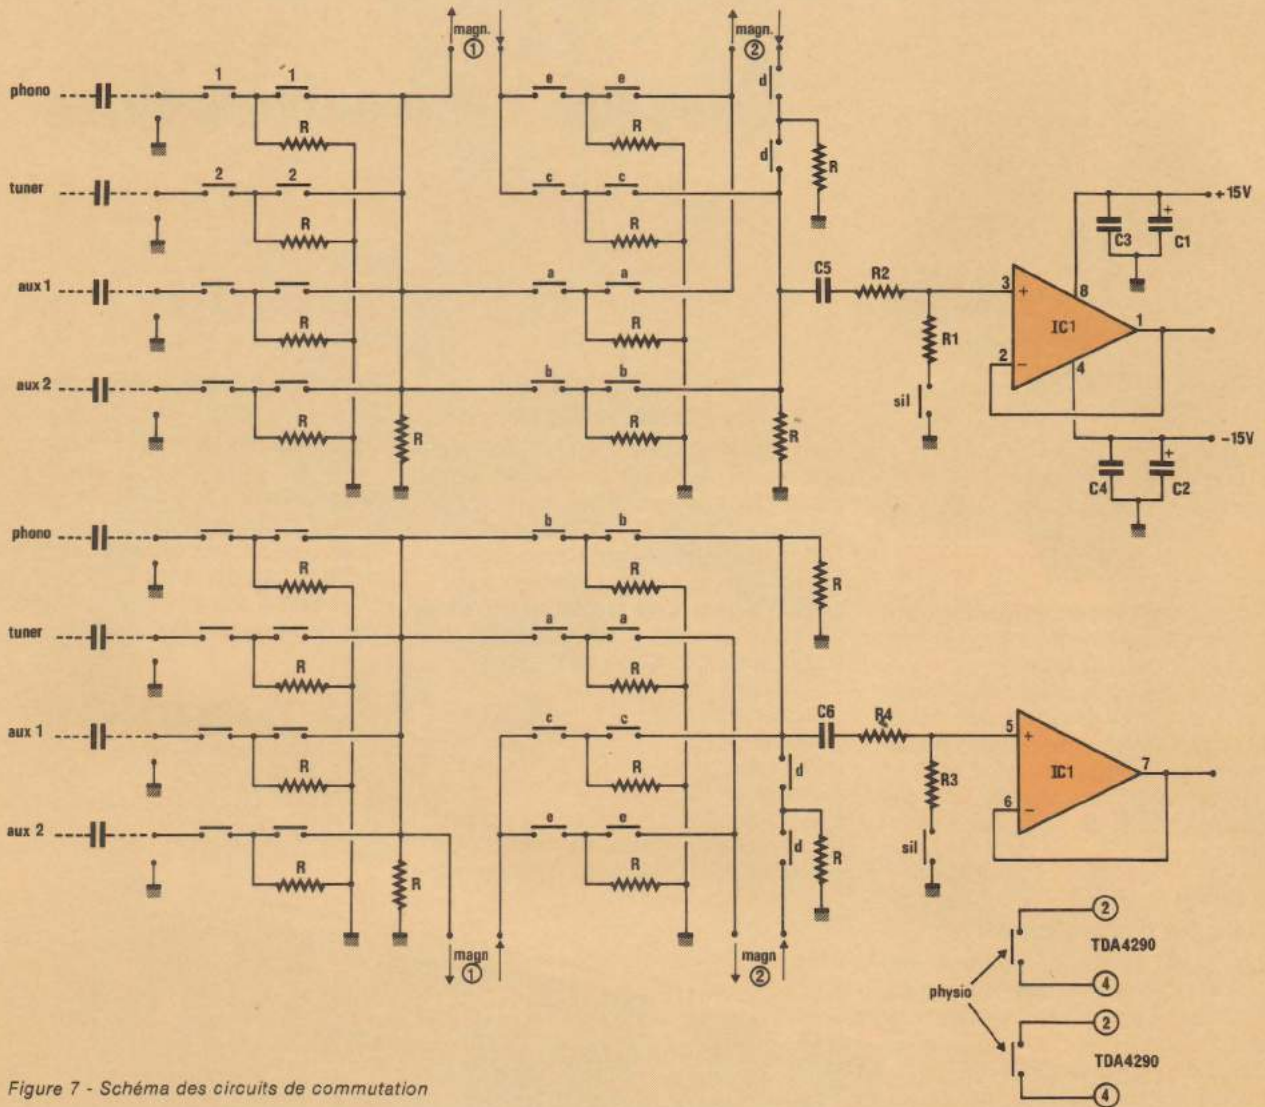 magn. ① magn. ②
phono 1 1 e e d
R R
d R
tuner 2 2 c c
R R
+15V
C3 C1
aux 1 a a C5 R2 3 + 8 IC1 1
R R R1 2 − 4
aux 2 b b sil
R R R R
−15V
C4 C2
phono b b
R R R
tuner a a
R R
aux 1 c c C6 R4 5 + IC1 7
R R d R3 6 −
aux 2 e e d R sil
R R R
② TDA4290 ④
magn ① magn ②
physio
② TDA4290 ④
Figure 7 - Schéma des circuits de commutation